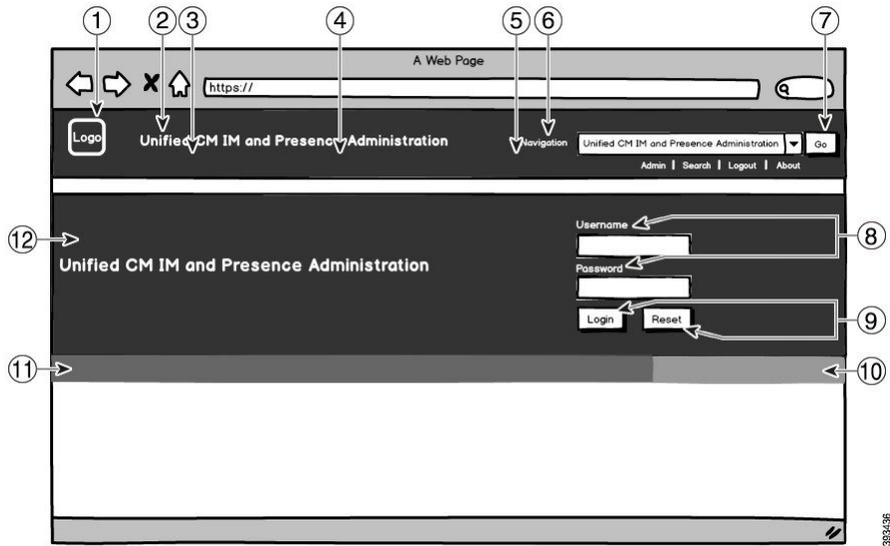 1 2 3 4 5 6 7
A Web Page
https://
Logo
Unified CM IM and Presence Administration
Navigation
Unified CM IM and Presence Administration
Go
Admin | Search | Logout | About
Username
8
12
Unified CM IM and Presence Administration
Password
Login
Reset
9
11
10
393436